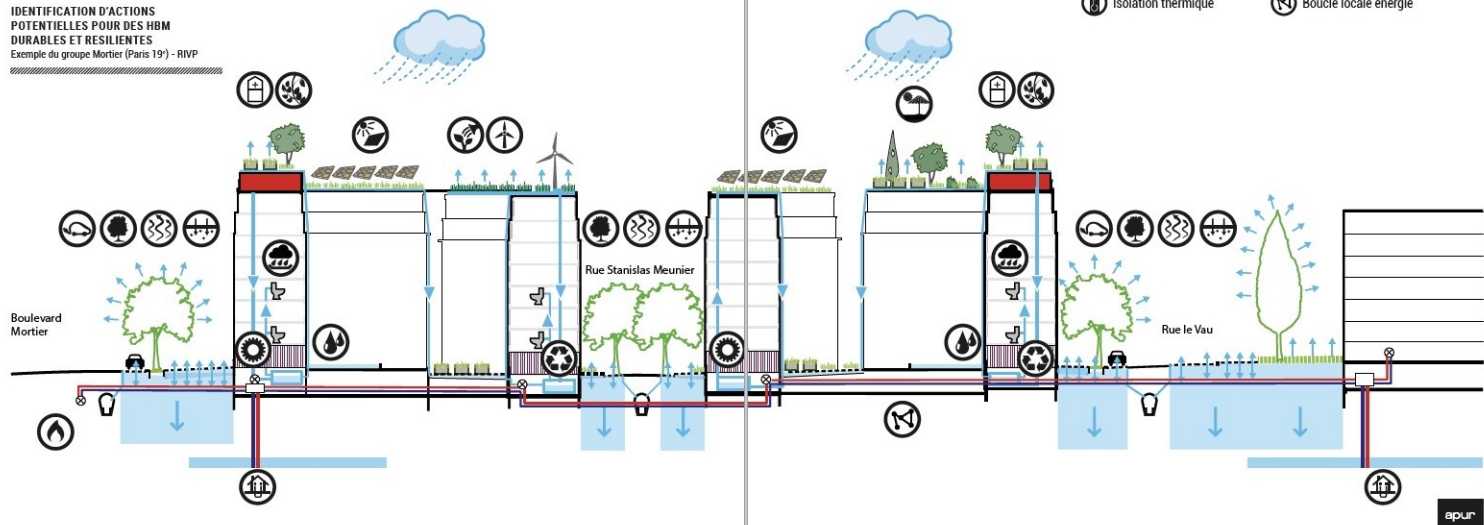 IDENTIFICATION D'ACTIONS
POTENTIELLES POUR DES HBM
DURABLES ET RESILIENTES
Exemple du groupe Mortier (Paris 19ᵉ) - RIVP
Isolation thermique
Boucle locale énergie
Rue Stanislas Meunier
Boulevard
Mortier
Rue le Vau
apur